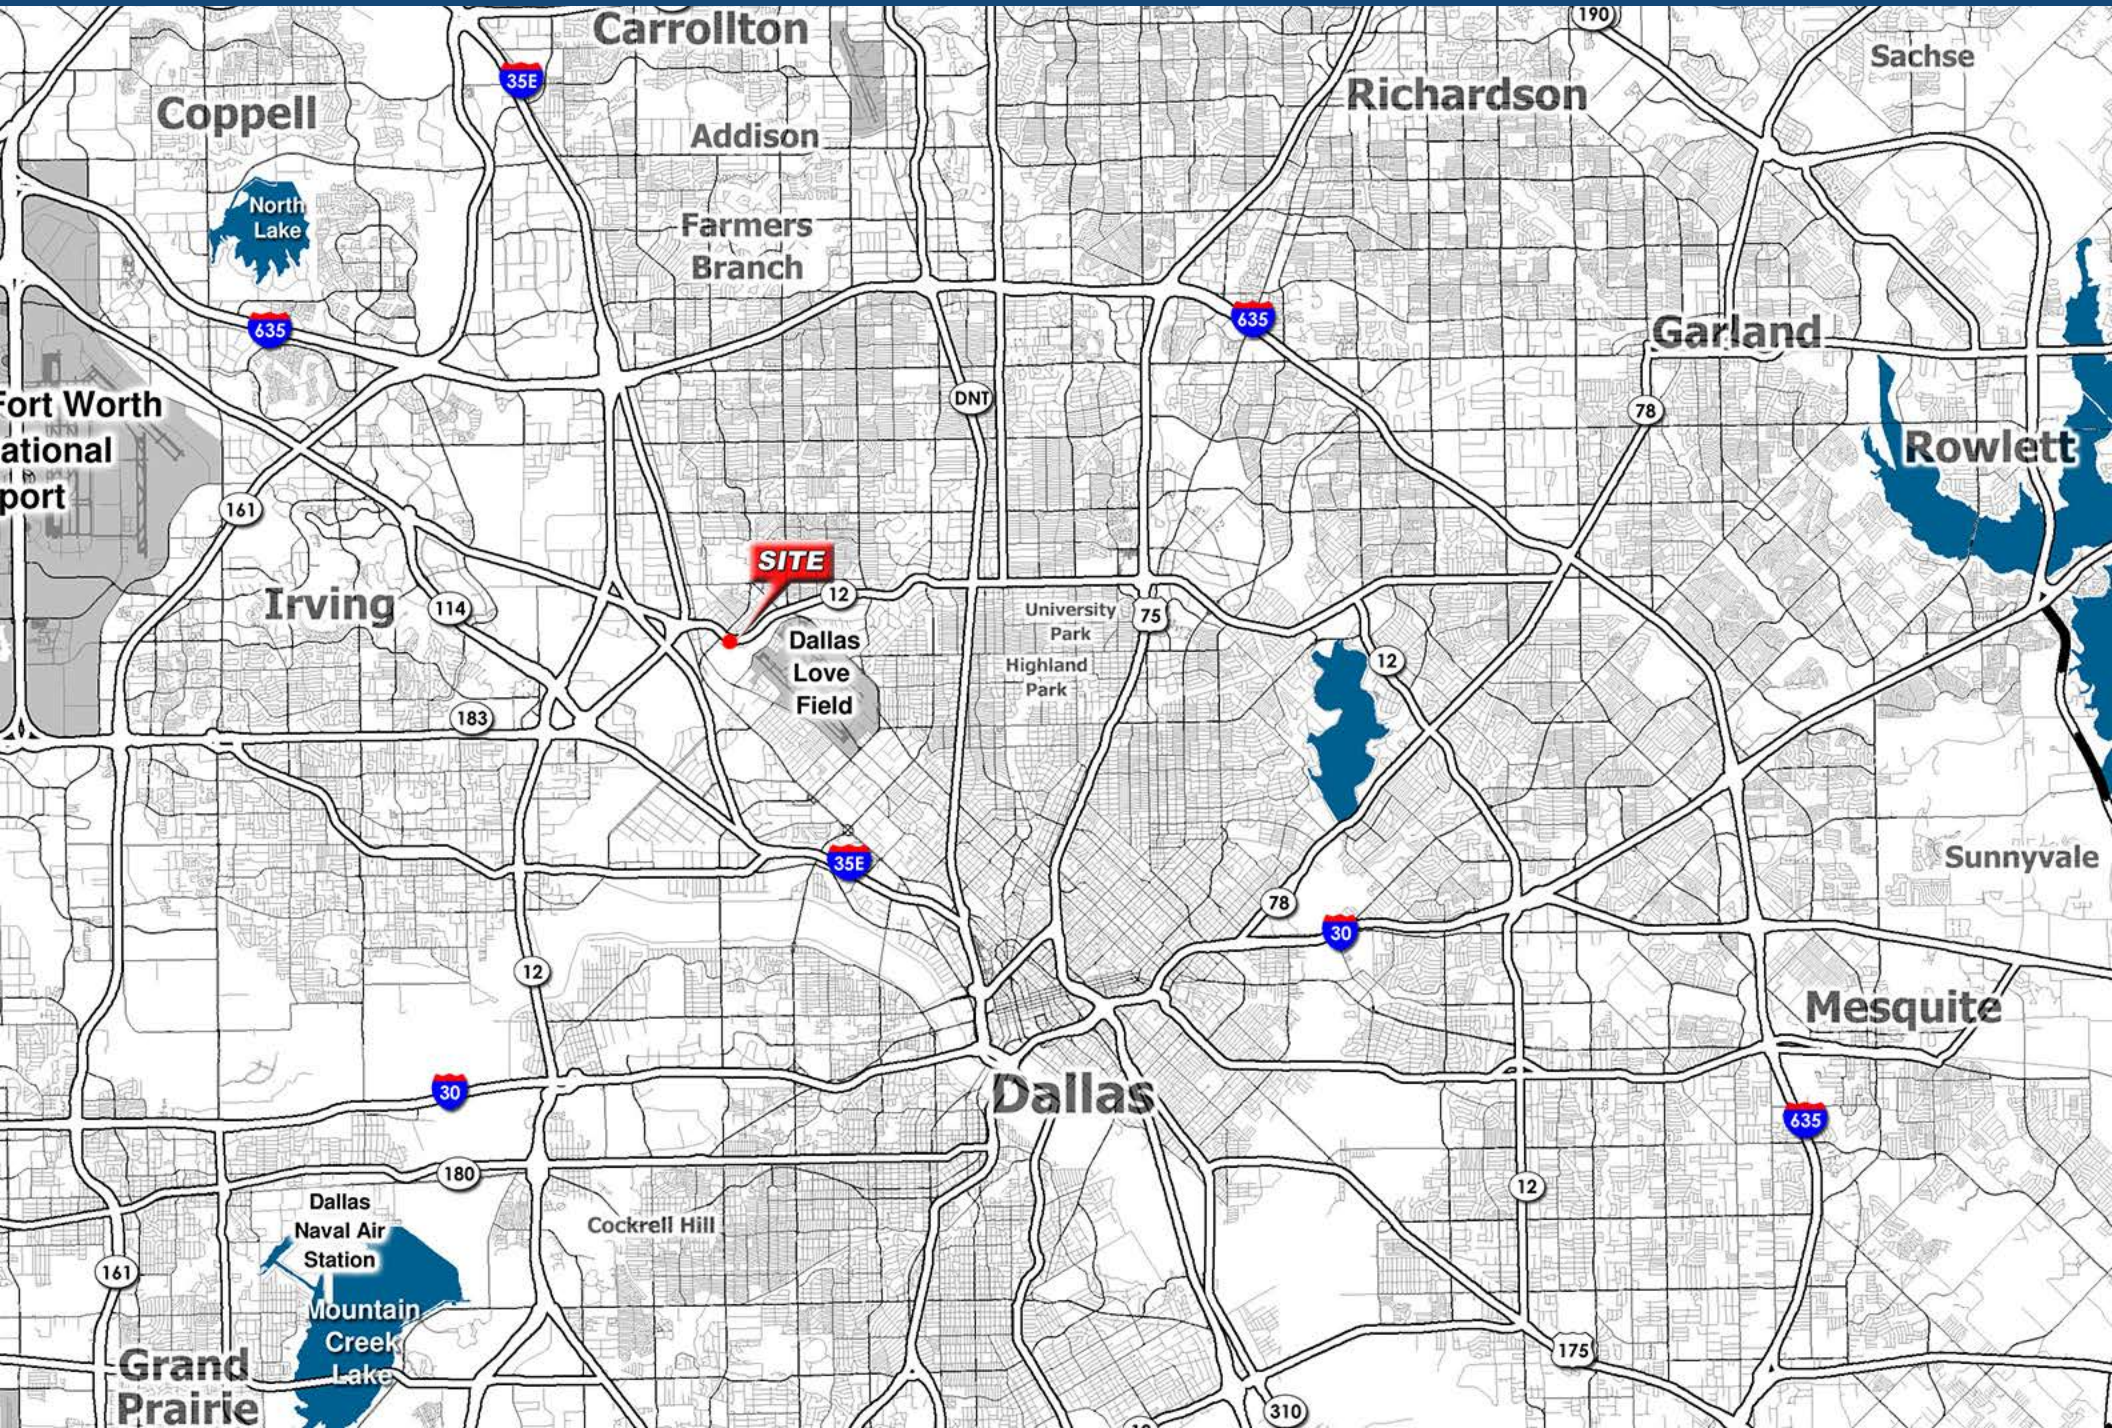 190
Carrollton
Sachse
35E
Richardson
Coppell
Addison
North
Lake
Farmers
Branch
635
635
Garland
Fort Worth
ational
port
DNT
78
Rowlett
161
SITE
12
Irving
114
University
Park
75
Dallas
Love
Field
Highland
Park
12
183
35E
Sunnyvale
78
30
12
Mesquite
30
Dallas
635
180
12
Dallas
Naval Air
Station
Cockrell Hill
161
Mountain
Creek
Lake
175
Grand
Prairie
310